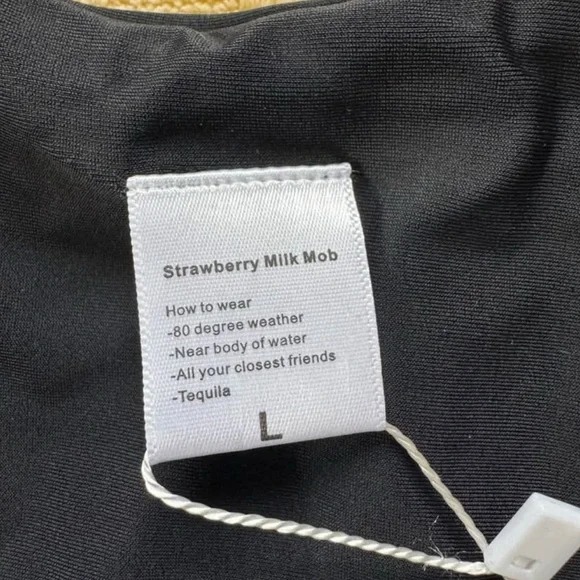 Strawberry Milk Mob
How to wear
-80 degree weather
-Near body of water
-All your closest friends
-Tequila
L